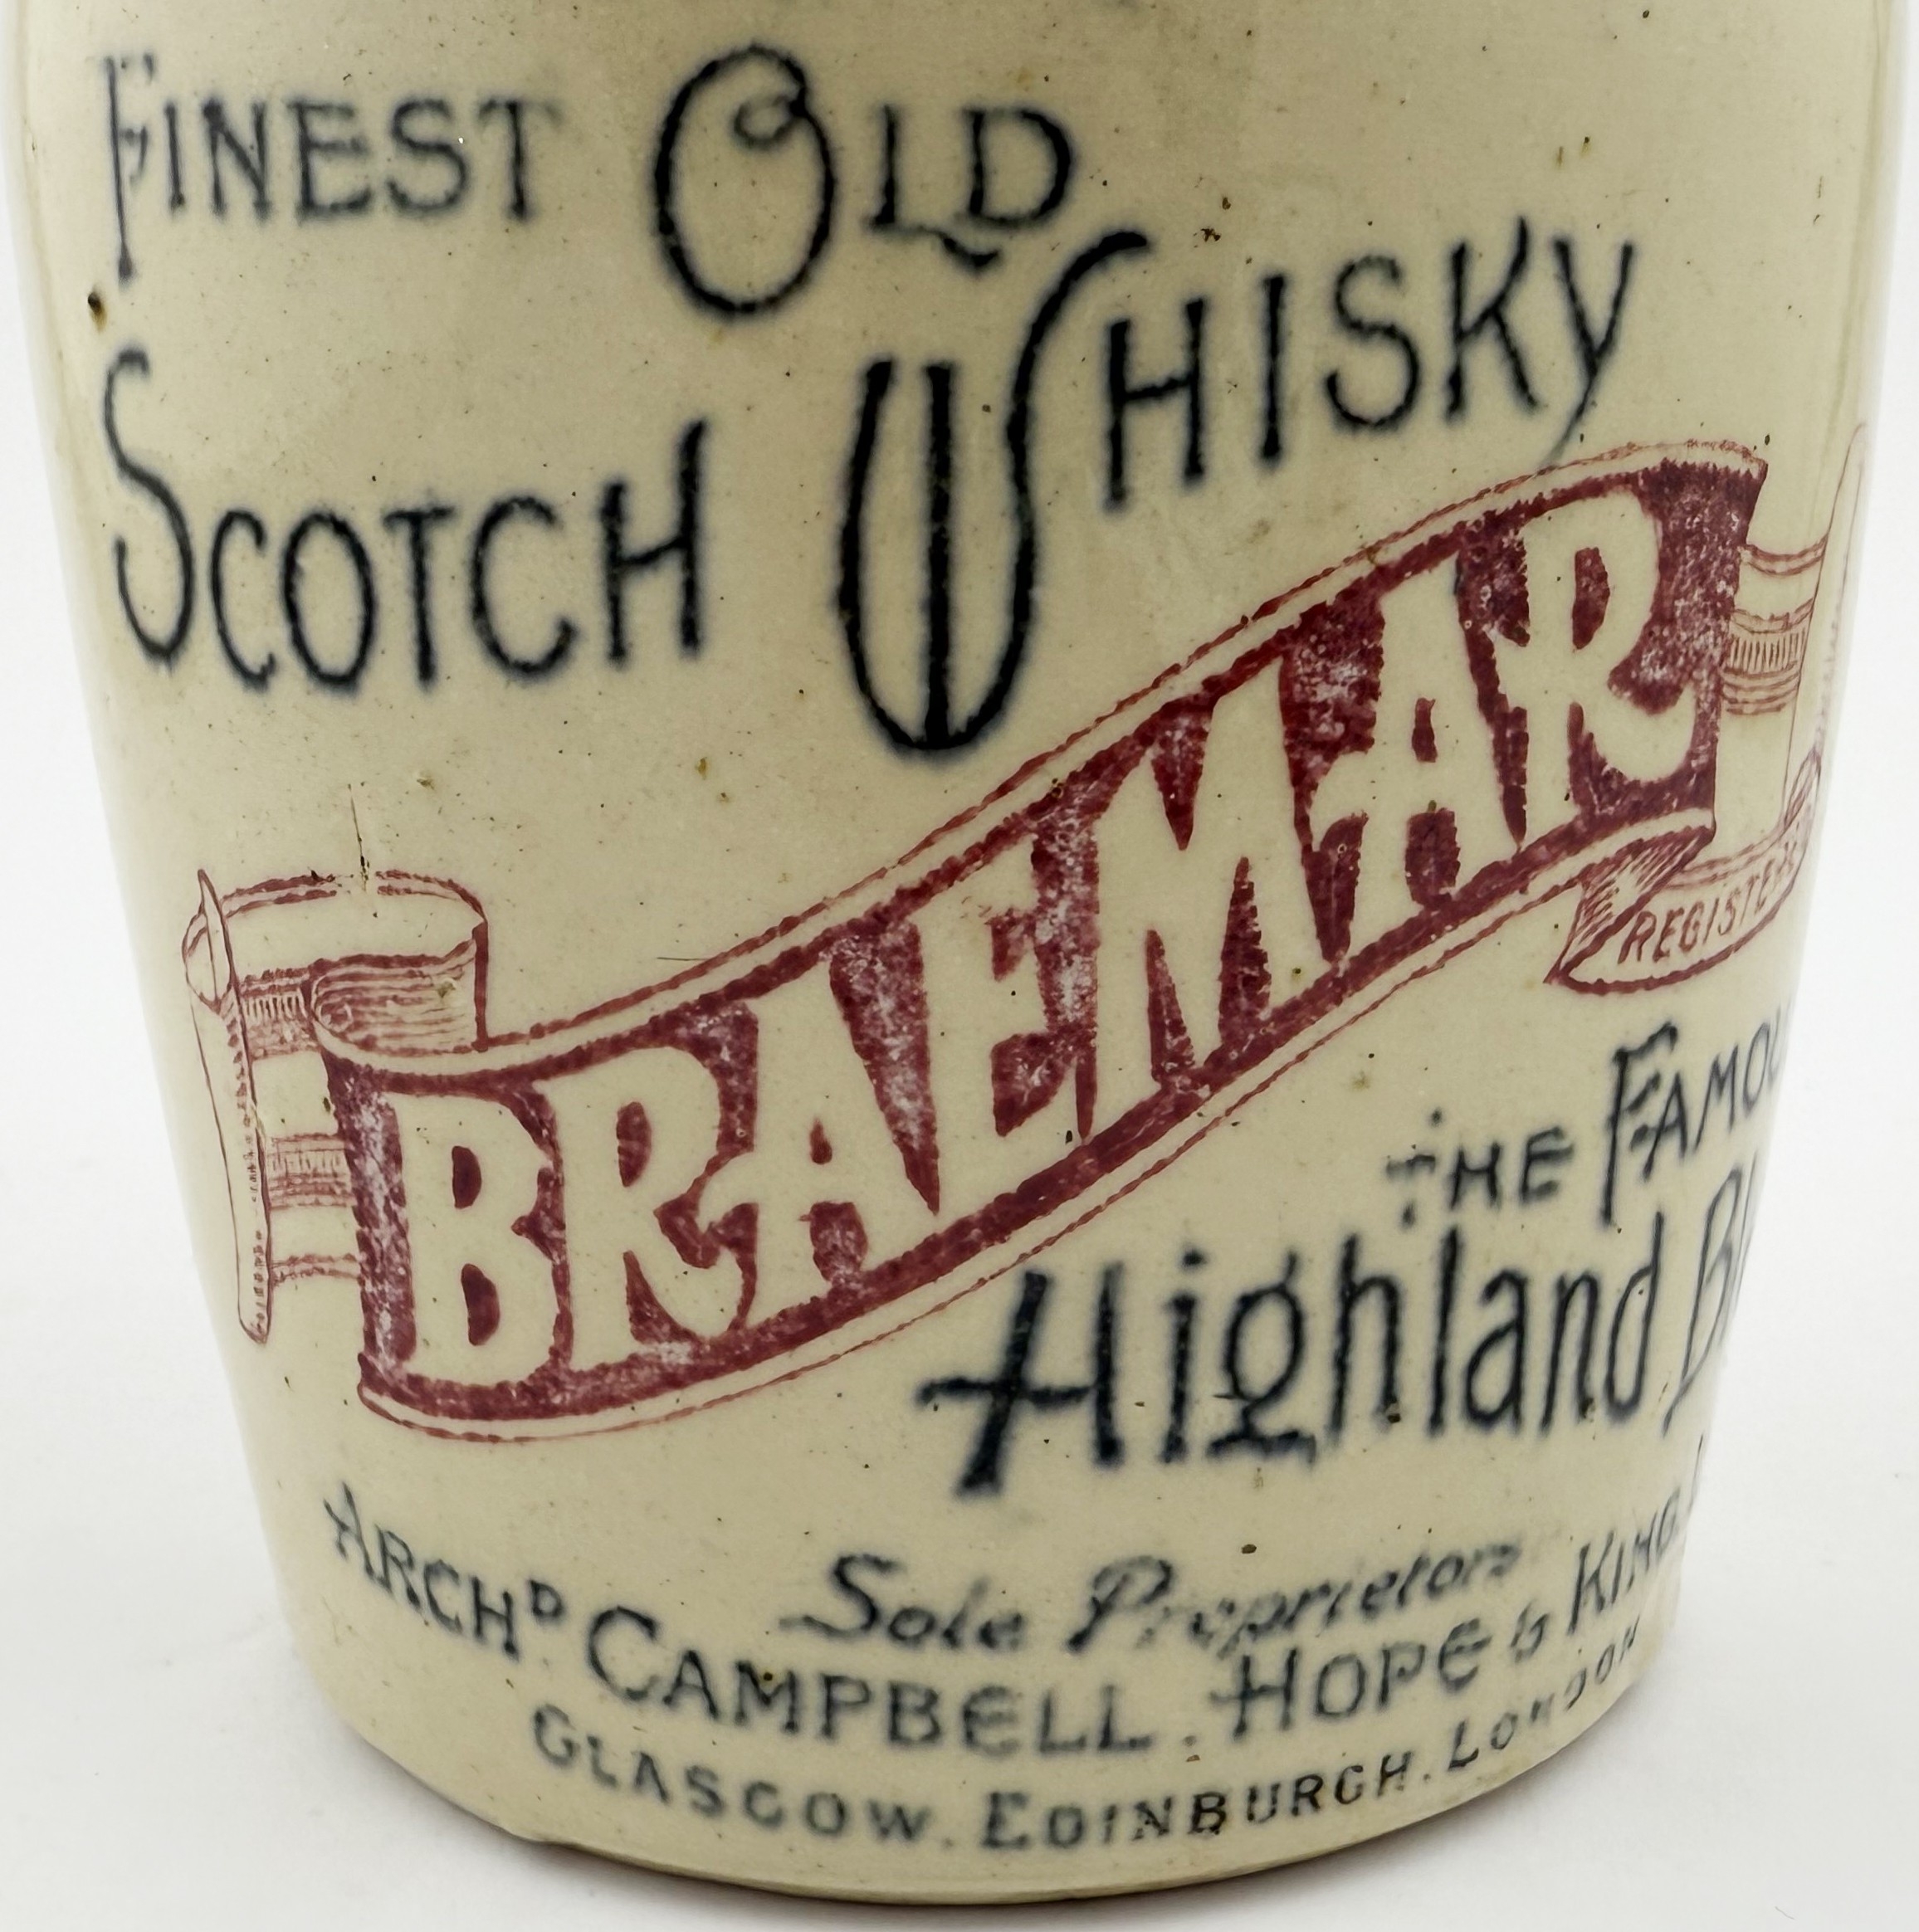 FINEST OLD
SCOTCH WHISKY
BRAEMAR
REGISTE
THE FAMOU
Highland Bl
Sole Proprietors
ARCHD CAMPBELL. HOPE & KING.
GLASGOW. EDINBURGH. LONDON